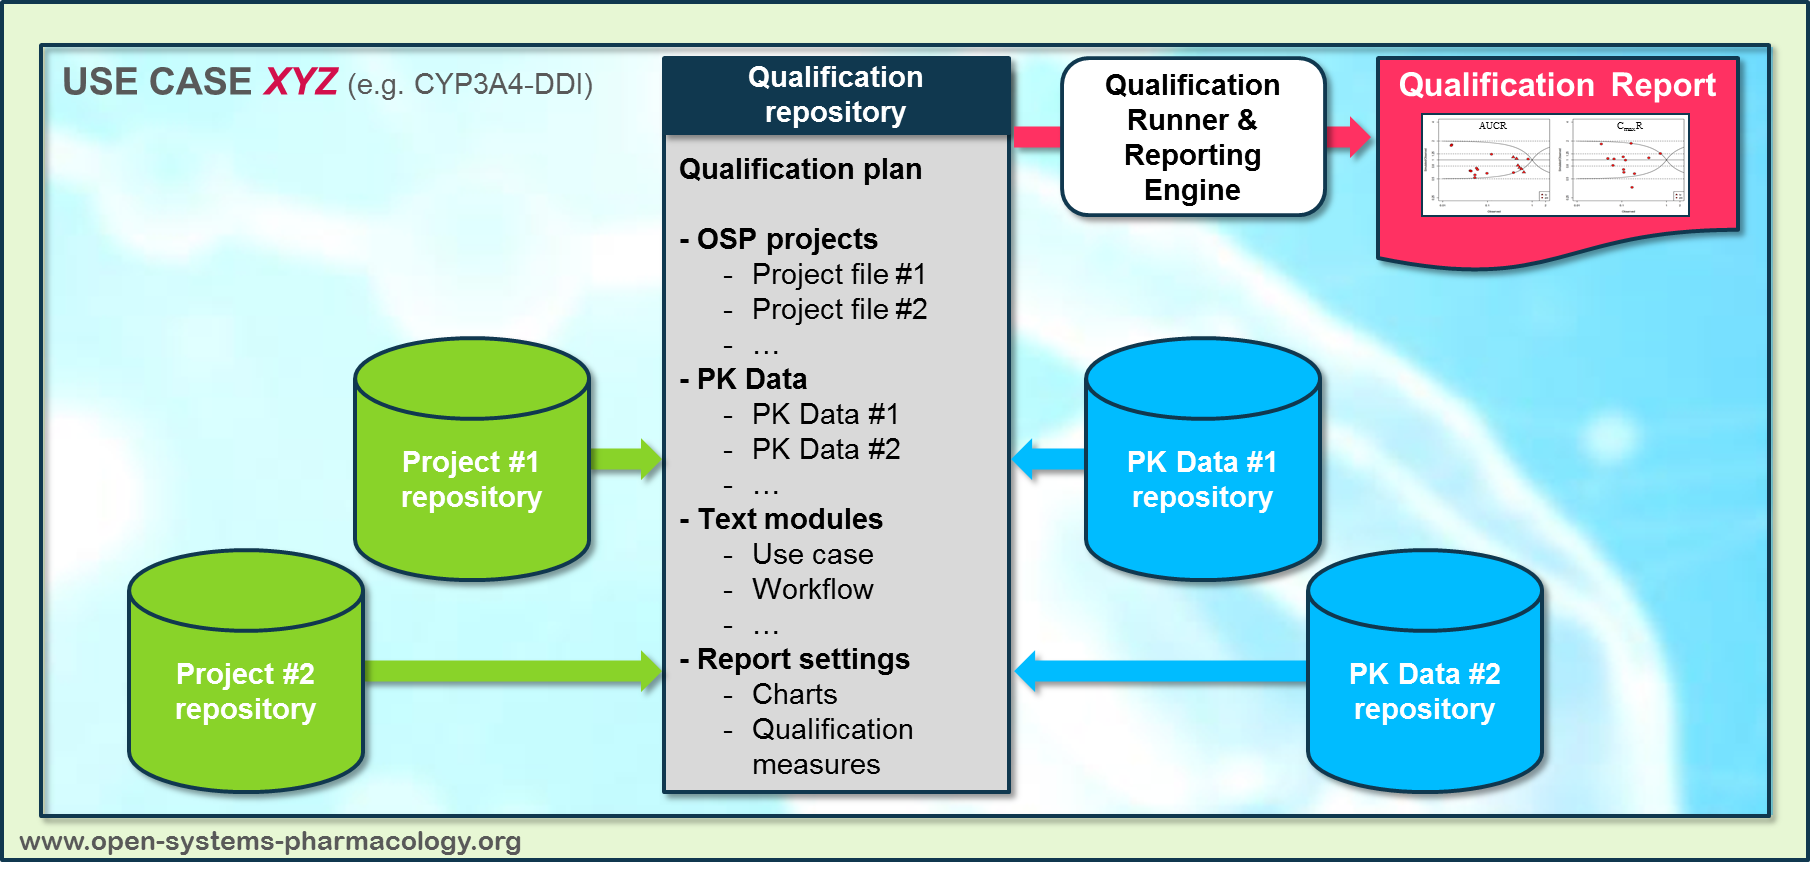 USE CASE XYZ (e.g. CYP3A4-DDI)
Qualification
repository
Qualification plan
- OSP projects
- Project file #1
- Project file #2
- ...
- PK Data
- PK Data #1
- PK Data #2
- ...
- Text modules
- Use case
- Workflow
- ...
- Report settings
- Charts
- Qualification
measures
Qualification
Runner &
Reporting
Engine
Qualification Report
AUCR
CmaxR
Project #1
repository
Project #2
repository
PK Data #1
repository
PK Data #2
repository
www.open-systems-pharmacology.org